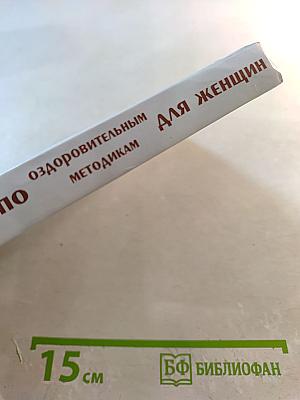 ПО
ОЗДОРОВИТЕЛЬНЫМ
МЕТОДИКАМ
ДЛЯ ЖЕНЩИН
15 см
БФ БИБЛИОФАН